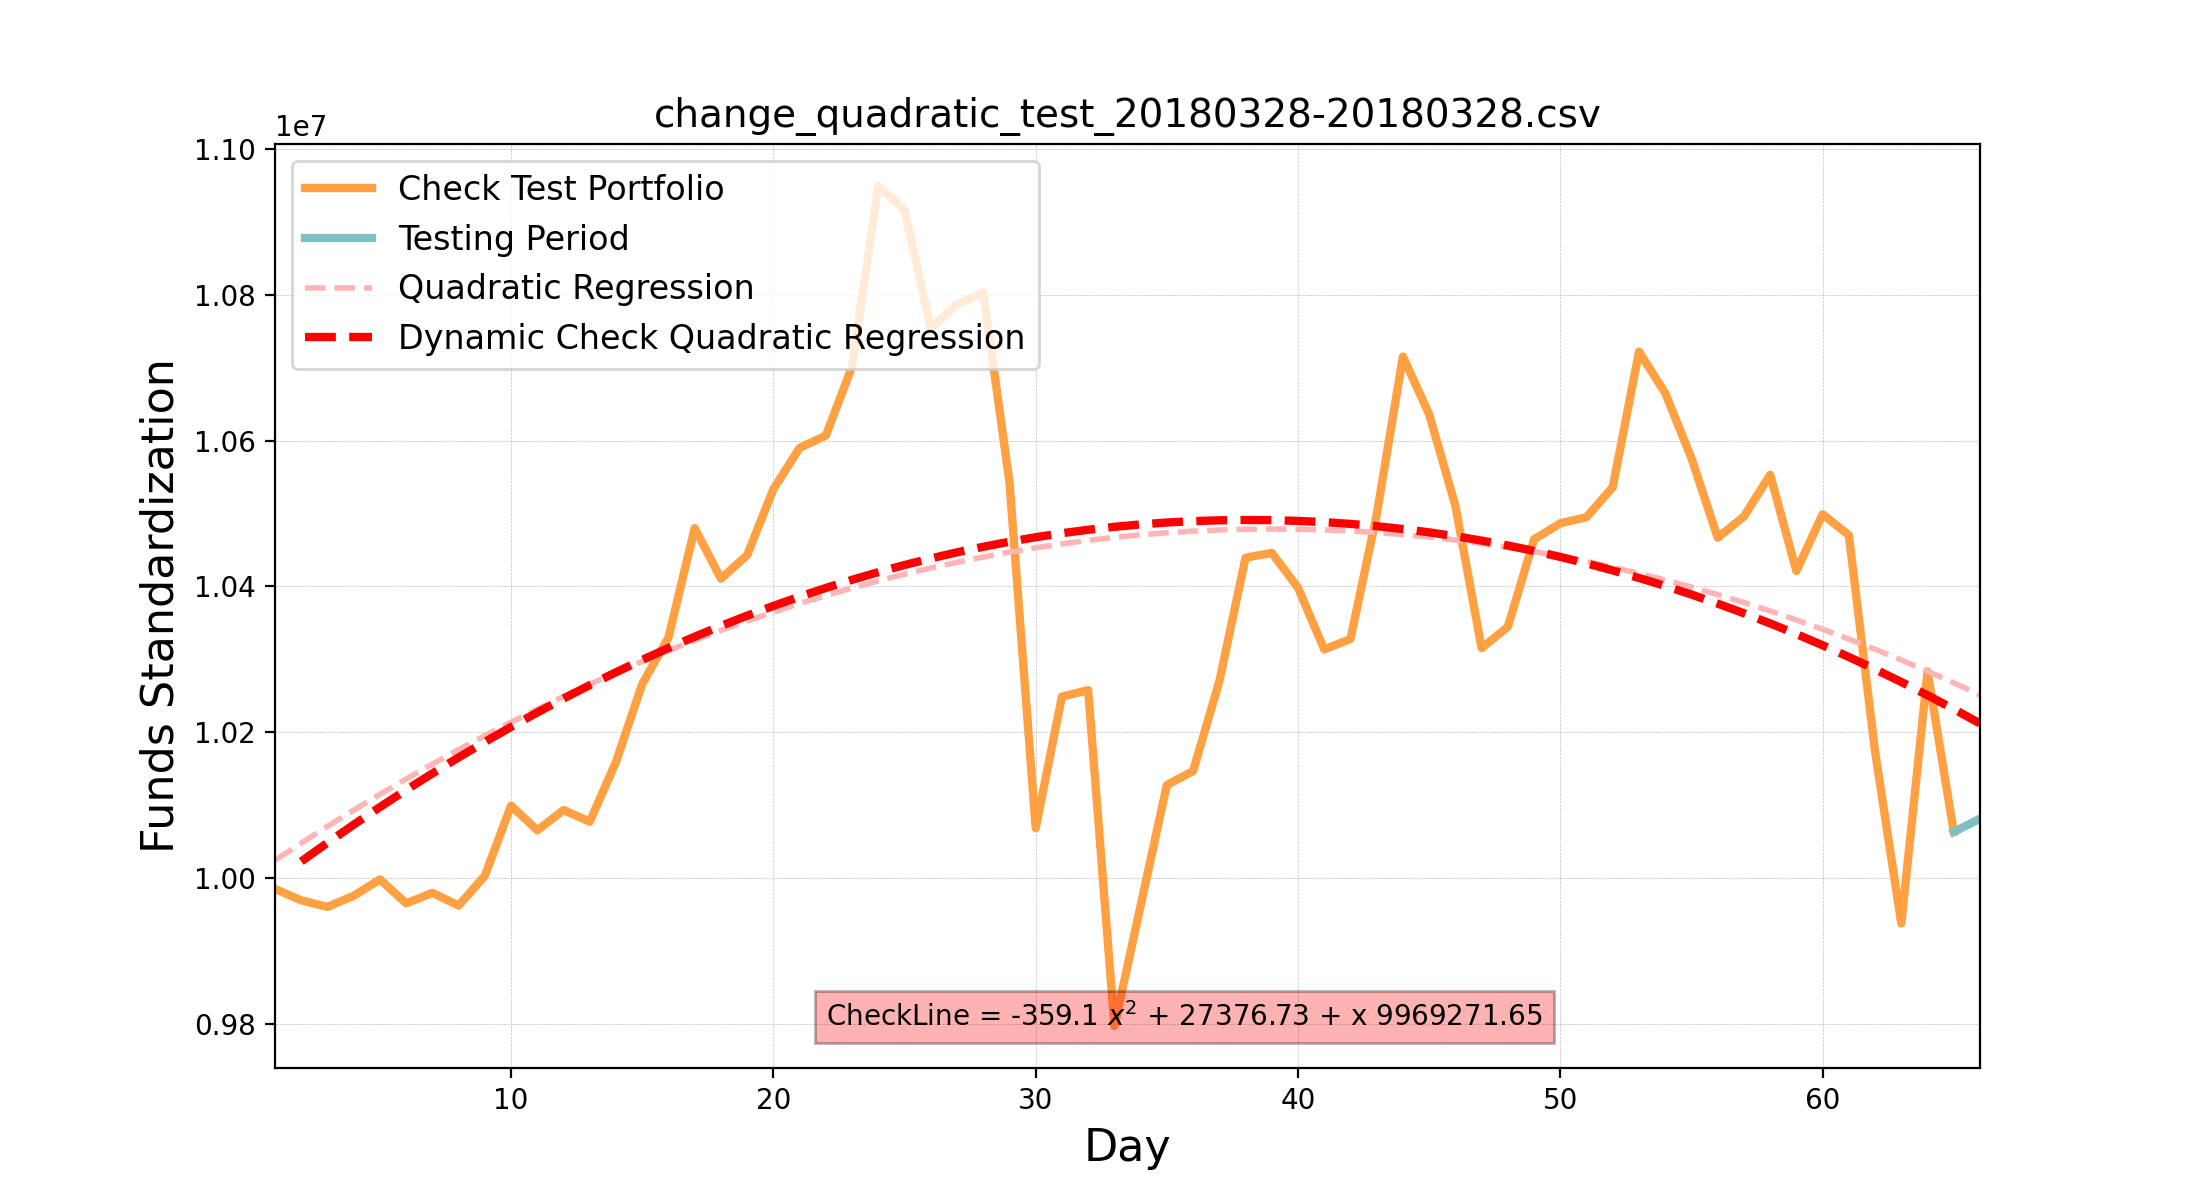 change_quadratic_test_20180328-20180328.csv
1e7
1.10
1.08
1.06
1.04
1.02
1.00
0.98
Funds Standardization
Check Test Portfolio
Testing Period
Quadratic Regression
Dynamic Check Quadratic Regression
CheckLine = -359.1 x² + 27376.73 + x 9969271.65
10 20 30 40 50 60
Day